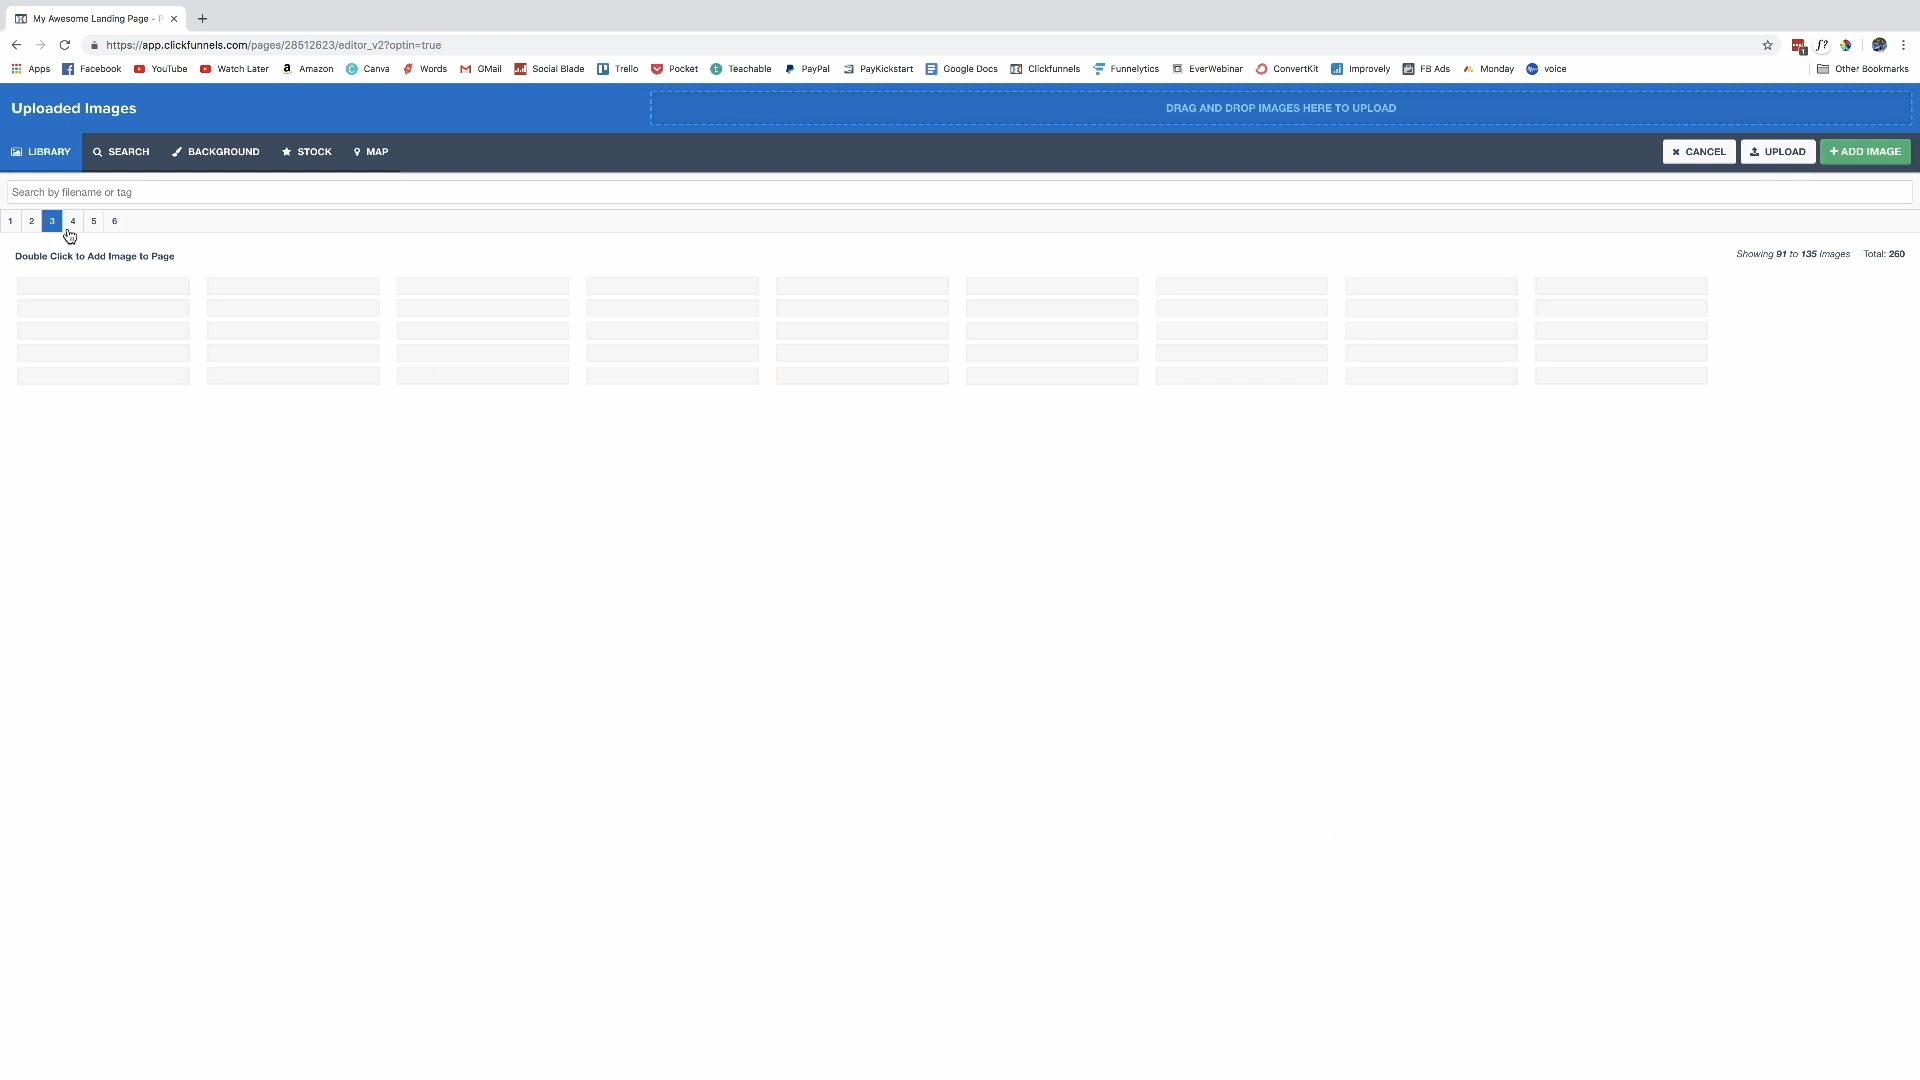 My Awesome Landing Page - P
https://app.clickfunnels.com/pages/28512623/editor_v2?optin=true
Apps Facebook YouTube Watch Later Amazon Canva Words GMail Social Blade Trello Pocket Teachable PayPal PayKickstart Google Docs Clickfunnels Funnelytics EverWebinar ConvertKit Improvely FB Ads Monday voice Other Bookmarks
Uploaded Images
DRAG AND DROP IMAGES HERE TO UPLOAD
LIBRARY SEARCH BACKGROUND STOCK MAP CANCEL UPLOAD + ADD IMAGE
Search by filename or tag
1 2 3 4 5 6
Double Click to Add Image to Page
Showing 91 to 135 Images Total: 260